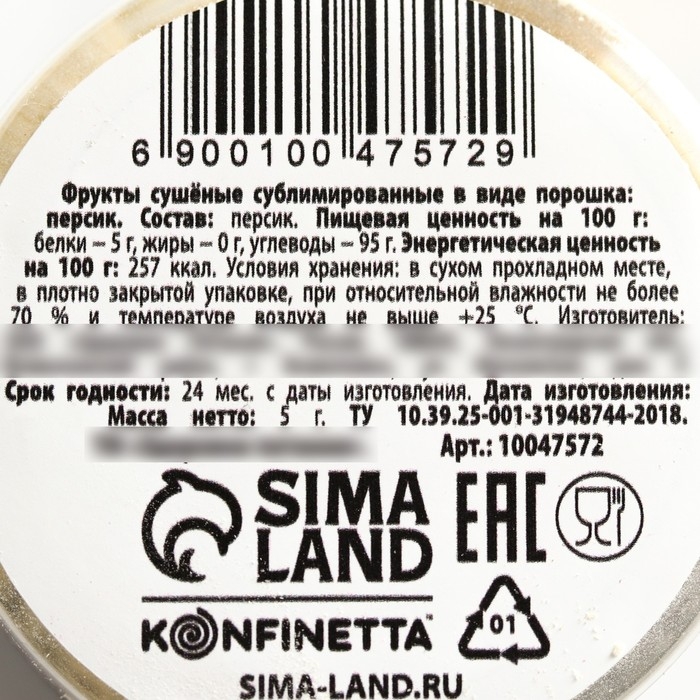 6 900100 475729
Фрукты сушёные сублимированные в виде порошка:
персик. Состав: персик. Пищевая ценность на 100 г:
белки – 5 г, жиры – 0 г, углеводы – 95 г. Энергетическая ценность
на 100 г: 257 ккал. Условия хранения: в сухом прохладном месте,
в плотно закрытой упаковке, при относительной влажности не более
70 % и температуре воздуха не выше +25 °С. Изготовитель:
Срок годности: 24 мес. с даты изготовления. Дата изготовления:
Масса нетто: 5 г. ТУ 10.39.25-001-31948744-2018.
Арт.: 10047572
SIMA
LAND
EAC
KONFINETTA
01
SIMA-LAND.RU